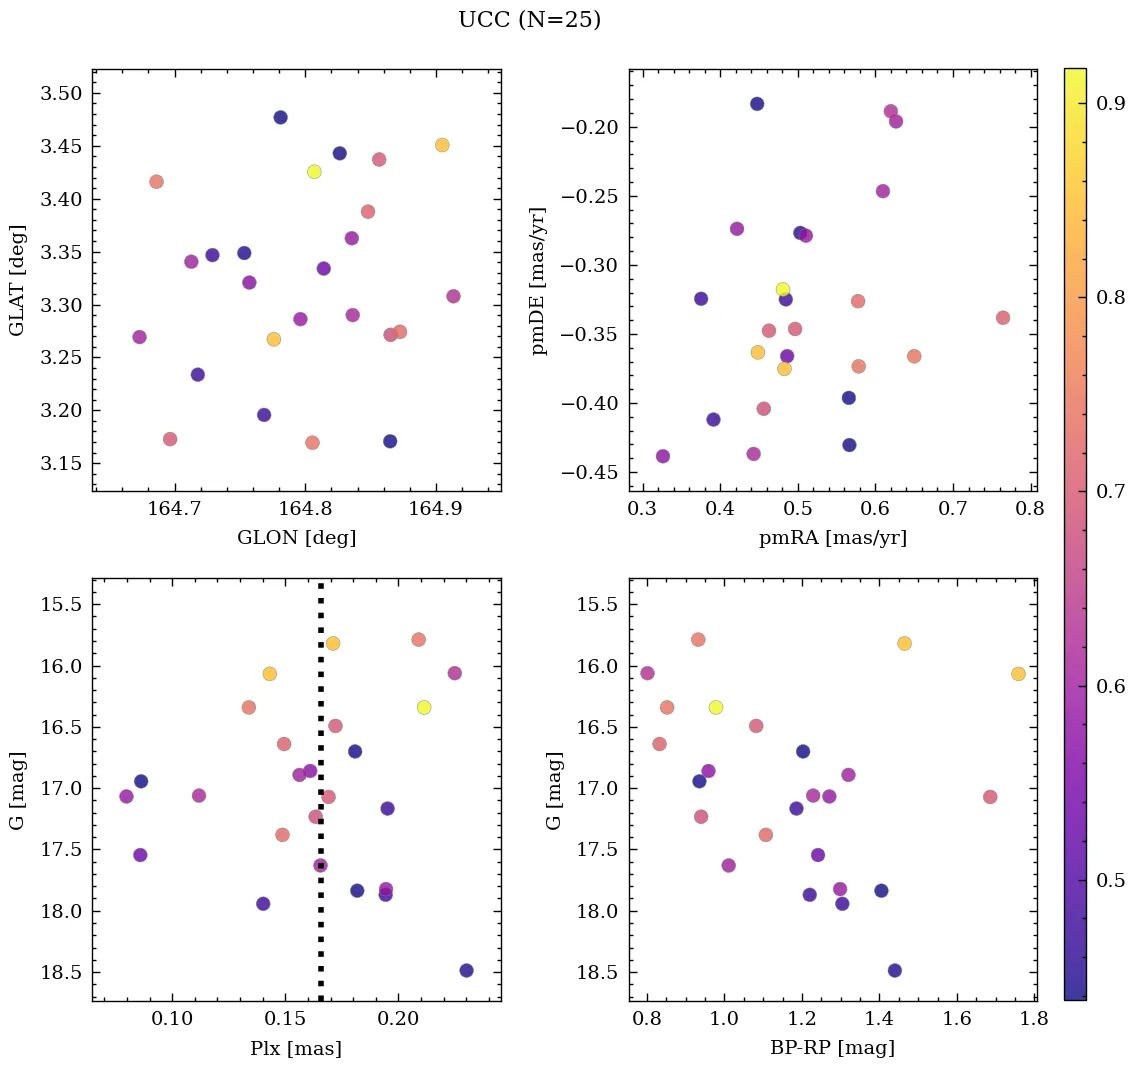 UCC (N=25)
3.50
3.45
3.40
3.35
3.30
3.25
3.20
3.15
GLAT [deg]
164.7 164.8 164.9
GLON [deg]
−0.20
−0.25
−0.30
−0.35
−0.40
−0.45
pmDE [mas/yr]
0.3 0.4 0.5 0.6 0.7 0.8
pmRA [mas/yr]
0.9
0.8
0.7
0.6
0.5
15.5
16.0
16.5
17.0
17.5
18.0
18.5
G [mag]
0.10 0.15 0.20
Plx [mas]
15.5
16.0
16.5
17.0
17.5
18.0
18.5
G [mag]
0.8 1.0 1.2 1.4 1.6 1.8
BP-RP [mag]